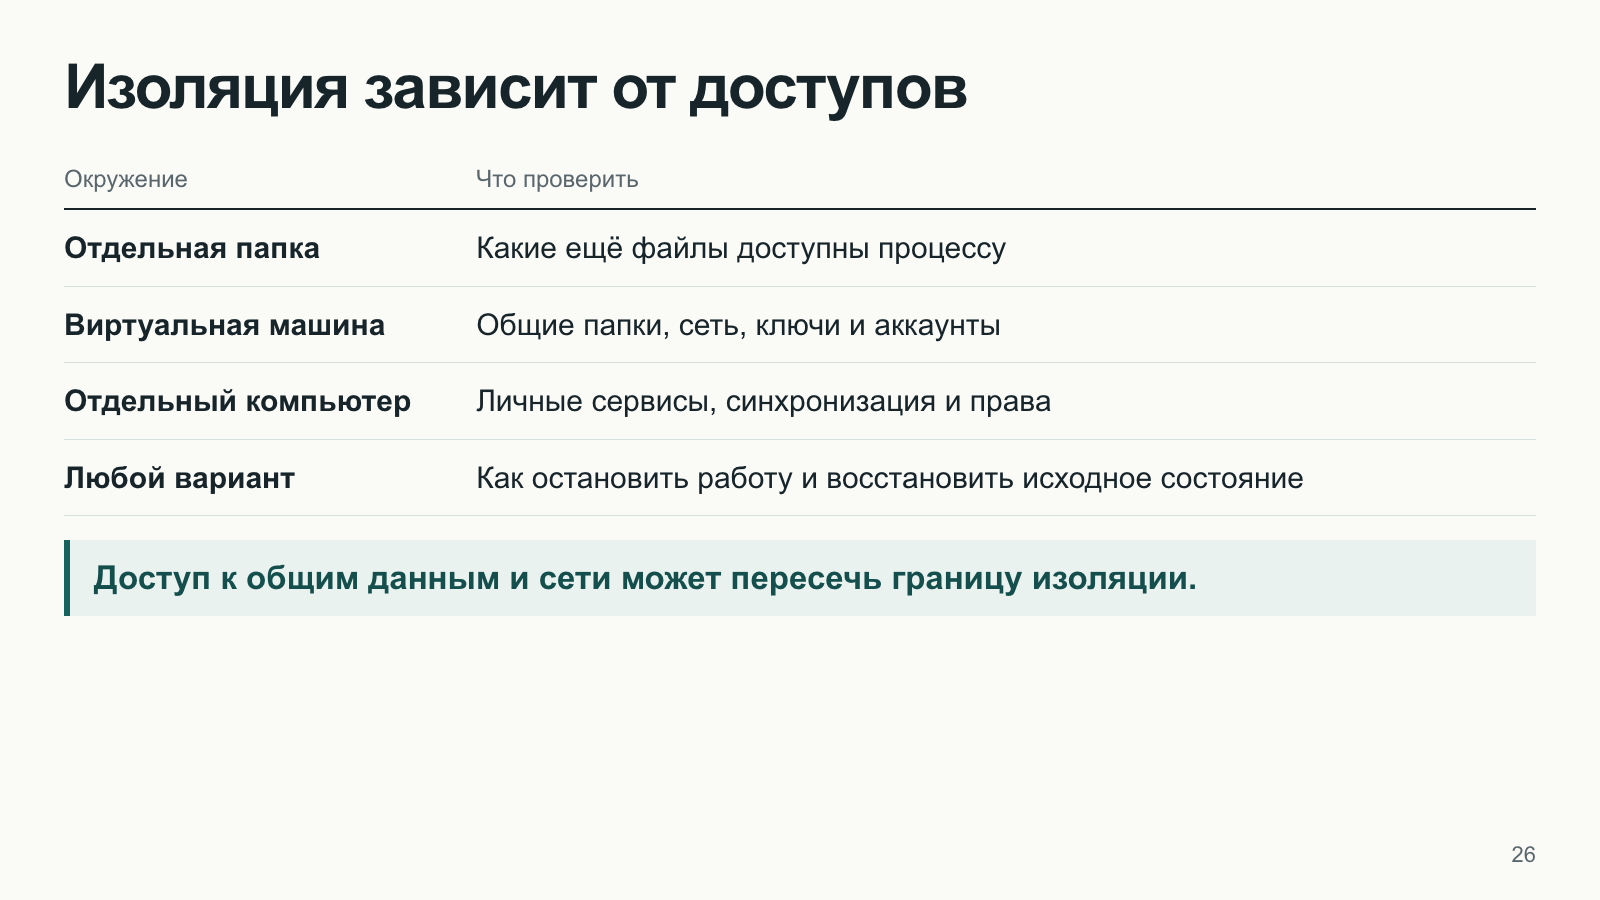 Изоляция зависит от доступов
Окружение Что проверить
Отдельная папка Какие ещё файлы доступны процессу
Виртуальная машина Общие папки, сеть, ключи и аккаунты
Отдельный компьютер Личные сервисы, синхронизация и права
Любой вариант Как остановить работу и восстановить исходное состояние
Доступ к общим данным и сети может пересечь границу изоляции.
26